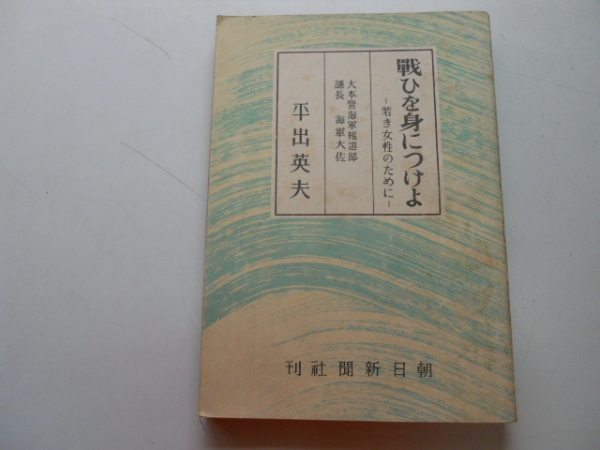 戰ひを身につけよ
－若き女性のために－
大本營海軍報道部
課長　海軍大佐
平出英夫
朝日新聞社刊